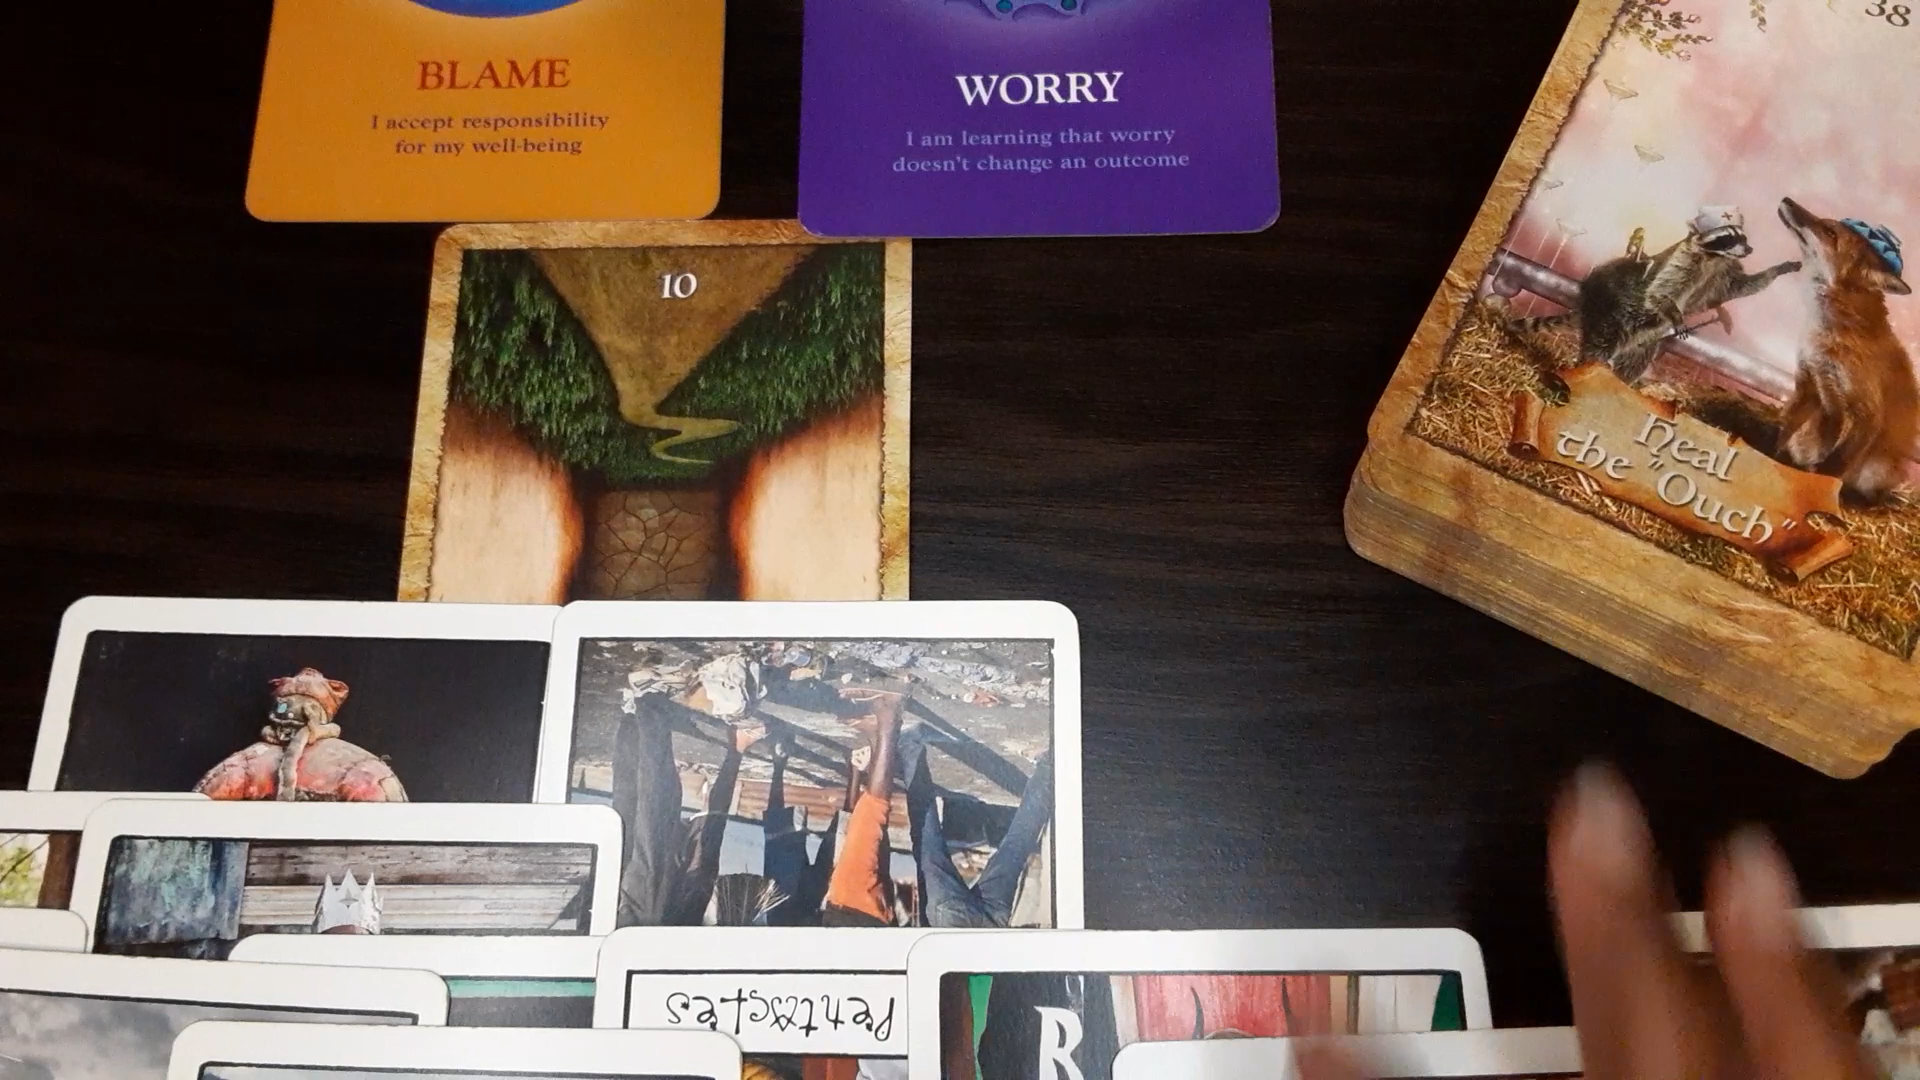 BLAME
I accept responsibility
for my well-being
WORRY
I am learning that worry
doesn't change an outcome
38
10
Heal
the "Ouch"
Pentacles
R